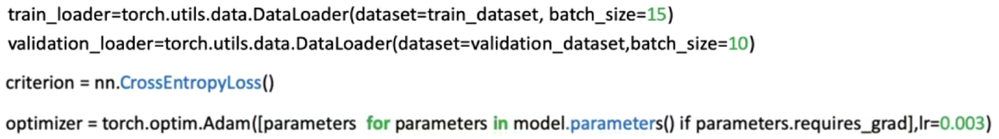 train_loader=torch.utils.data.DataLoader(dataset=train_dataset, batch_size=15)
validation_loader=torch.utils.data.DataLoader(dataset=validation_dataset,batch_size=10)
criterion = nn.CrossEntropyLoss()
optimizer = torch.optim.Adam([parameters for parameters in model.parameters() if parameters.requires_grad],lr=0.003)